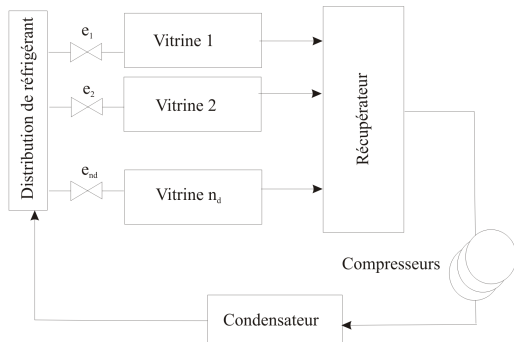 Distribution de réfrigérant
e1
Vitrine 1
e2
Vitrine 2
end
Vitrine nd
Récupérateur
Compresseurs
Condensateur